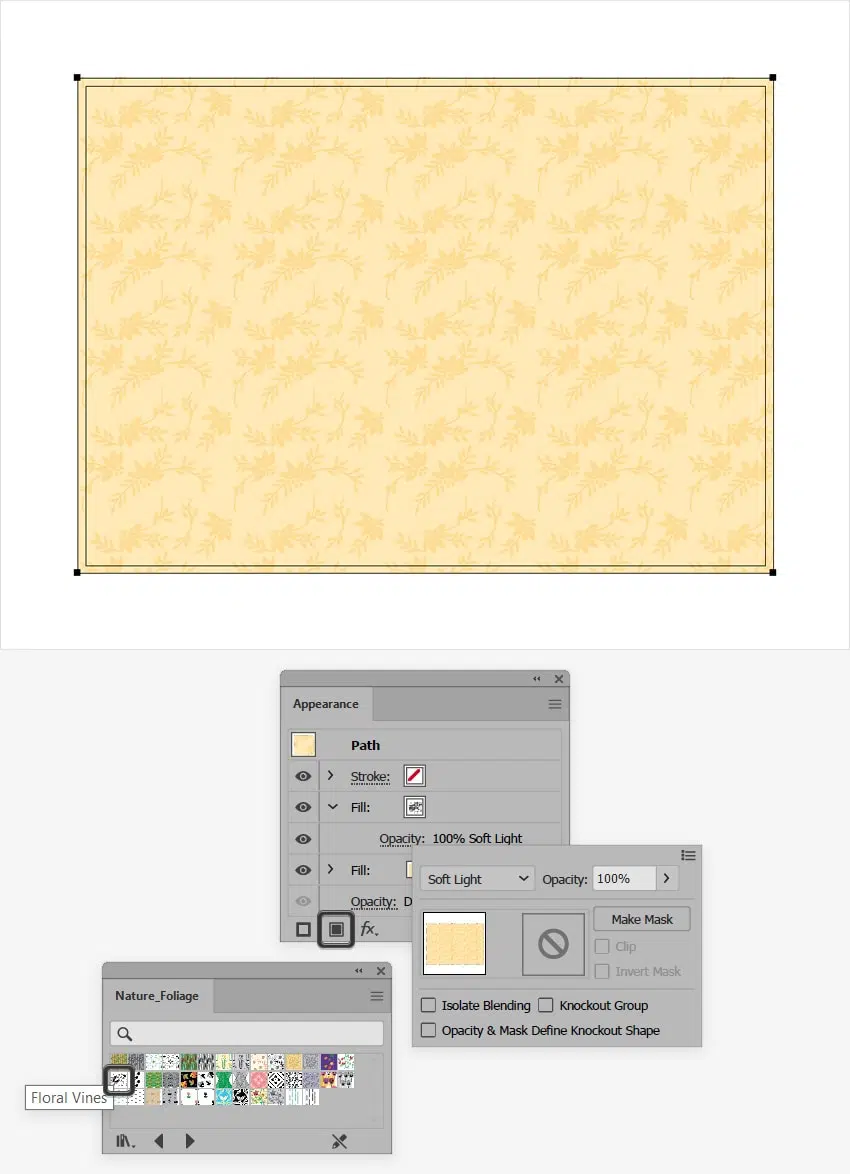 Appearance
Path
Stroke:
Fill:
Opacity: 100% Soft Light
Fill:
Opacity: D
fx.
Soft Light
Opacity: 100%
Make Mask
Clip
Invert Mask
Isolate Blending
Knockout Group
Opacity & Mask Define Knockout Shape
Nature_Foliage
Floral Vines